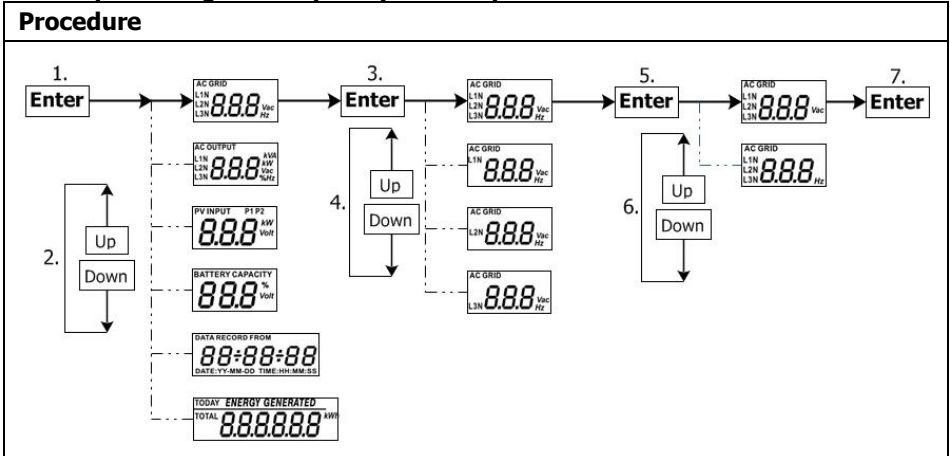 Procedure
1.
Enter
AC GRID
L1N
L2N
L3N
8.8.8
Vac
Hz
AC OUTPUT
L1N
L2N
L3N
8.8.8
kVA
kW
Vac
%Hz
PV INPUT P1 P2
8.8.8
kW
Volt
BATTERY CAPACITY
88.8
%
Volt
DATA RECORD FROM
88:88:88
DATE:YY-MM-DD TIME:HH:MM:SS
TODAY ENERGY GENERATED
TOTAL 8.8.8.8.8.8 kWh
2.
Up
Down
3.
Enter
AC GRID
L1N
L2N
L3N
8.8.8
Vac
Hz
AC GRID
L1N
8.8.8
Vac
Hz
AC GRID
L2N
8.8.8
Vac
Hz
AC GRID
L3N
8.8.8
Vac
Hz
4.
Up
Down
5.
Enter
AC GRID
L1N
L2N
L3N
8.8.8
Vac
AC GRID
L1N
L2N
L3N
8.8.8
Hz
6.
Up
Down
7.
Enter